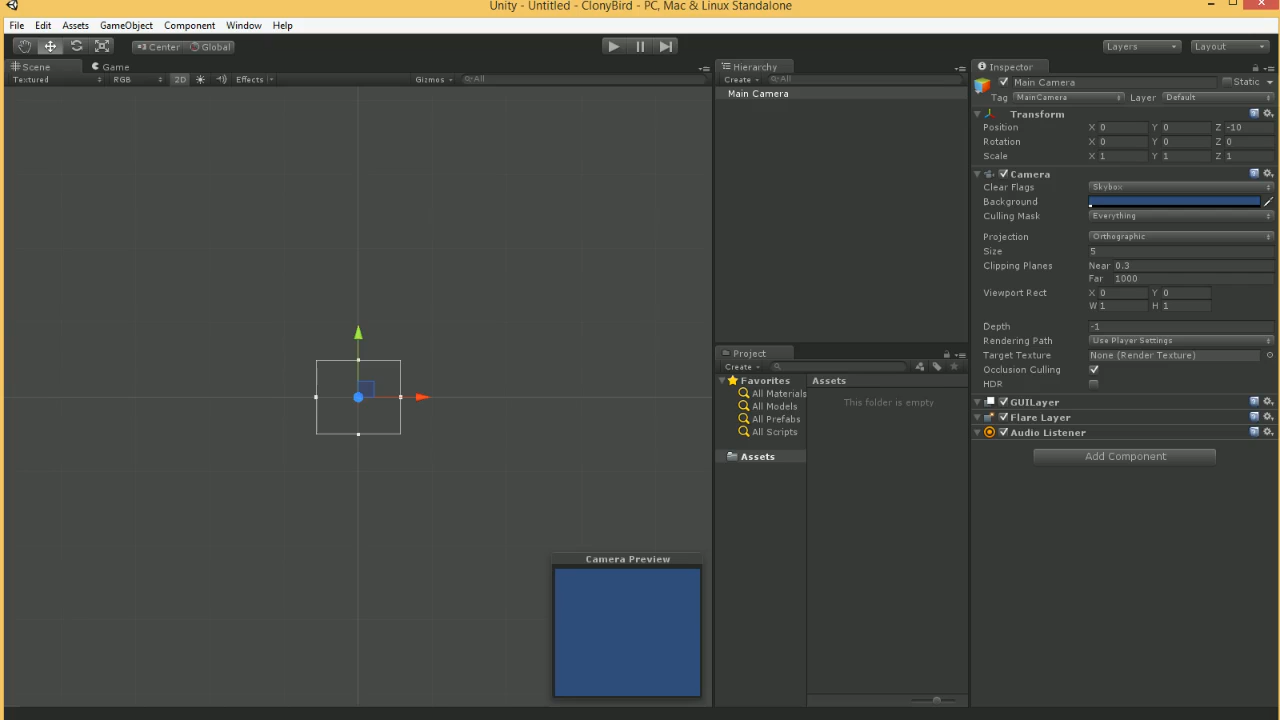 Unity - Untitled - ClonyBird - PC, Mac & Linux Standalone
File Edit Assets GameObject Component Window Help
Center Global Layers Layout
Scene Game
Textured RGB 2D Effects Gizmos All
Hierarchy
Create All
Main Camera
Project
Create
Favorites
All Materials
All Models
All Prefabs
All Scripts
Assets
Assets
This folder is empty
Inspector
Main Camera Static
Tag MainCamera Layer Default
Transform
Position X 0 Y 0 Z -10
Rotation X 0 Y 0 Z 0
Scale X 1 Y 1 Z 1
Camera
Clear Flags Skybox
Background
Culling Mask Everything
Projection Orthographic
Size 5
Clipping Planes Near 0.3
Far 1000
Viewport Rect X 0 Y 0
W 1 H 1
Depth -1
Rendering Path Use Player Settings
Target Texture None (Render Texture)
Occlusion Culling
HDR
GUILayer
Flare Layer
Audio Listener
Add Component
Camera Preview